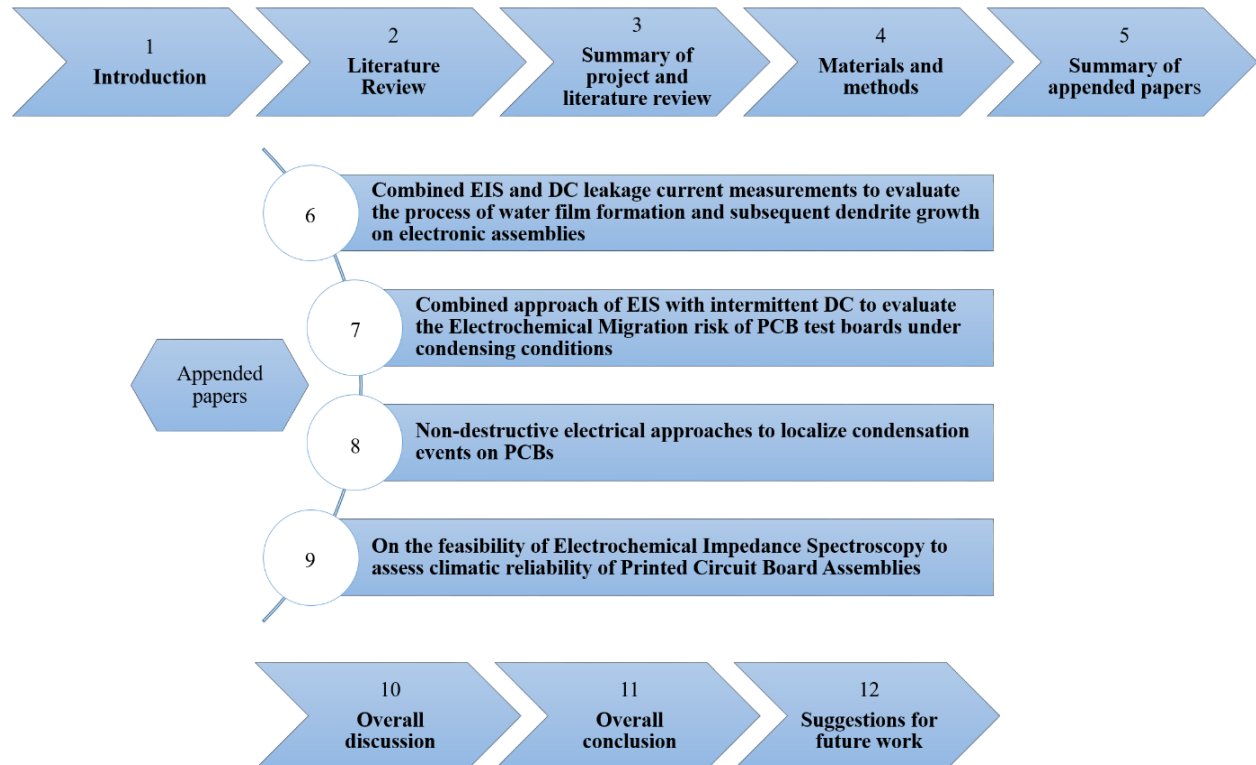 1
Introduction
2
Literature
Review
3
Summary of
project and
literature review
4
Materials and
methods
5
Summary of
appended papers
Appended
papers
6
Combined EIS and DC leakage current measurements to evaluate
the process of water film formation and subsequent dendrite growth
on electronic assemblies
7
Combined approach of EIS with intermittent DC to evaluate
the Electrochemical Migration risk of PCB test boards under
condensing conditions
8
Non-destructive electrical approaches to localize condensation
events on PCBs
9
On the feasibility of Electrochemical Impedance Spectroscopy to
assess climatic reliability of Printed Circuit Board Assemblies
10
Overall
discussion
11
Overall
conclusion
12
Suggestions for
future work